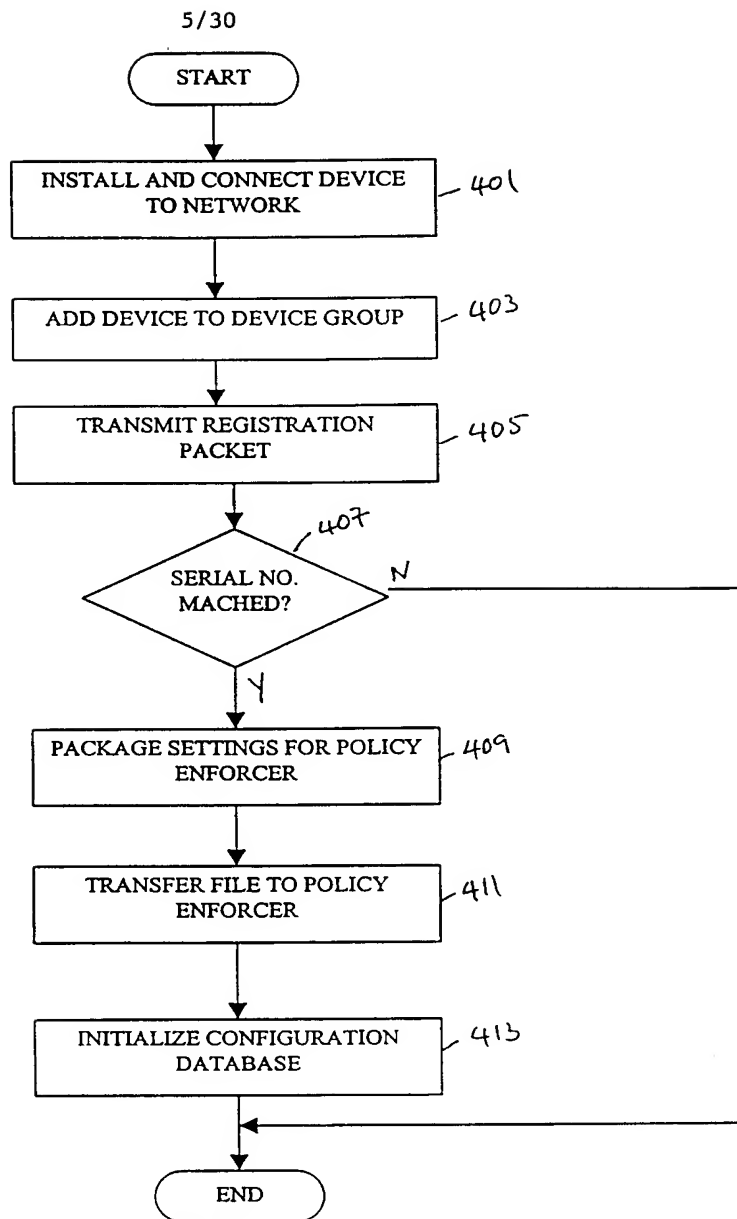 5/30
START
INSTALL AND CONNECT DEVICE
TO NETWORK
401
ADD DEVICE TO DEVICE GROUP
403
TRANSMIT REGISTRATION
PACKET
405
407
SERIAL NO.
MACHED?
N
Y
PACKAGE SETTINGS FOR POLICY
ENFORCER
409
TRANSFER FILE TO POLICY
ENFORCER
411
INITIALIZE CONFIGURATION
DATABASE
413
END